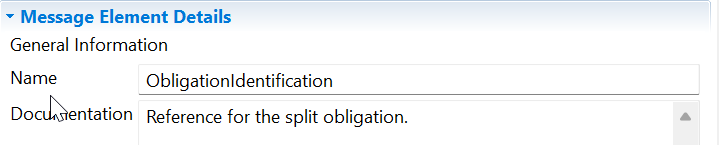 Message Element Details
General Information
Name ObligationIdentification
Documentation Reference for the split obligation.